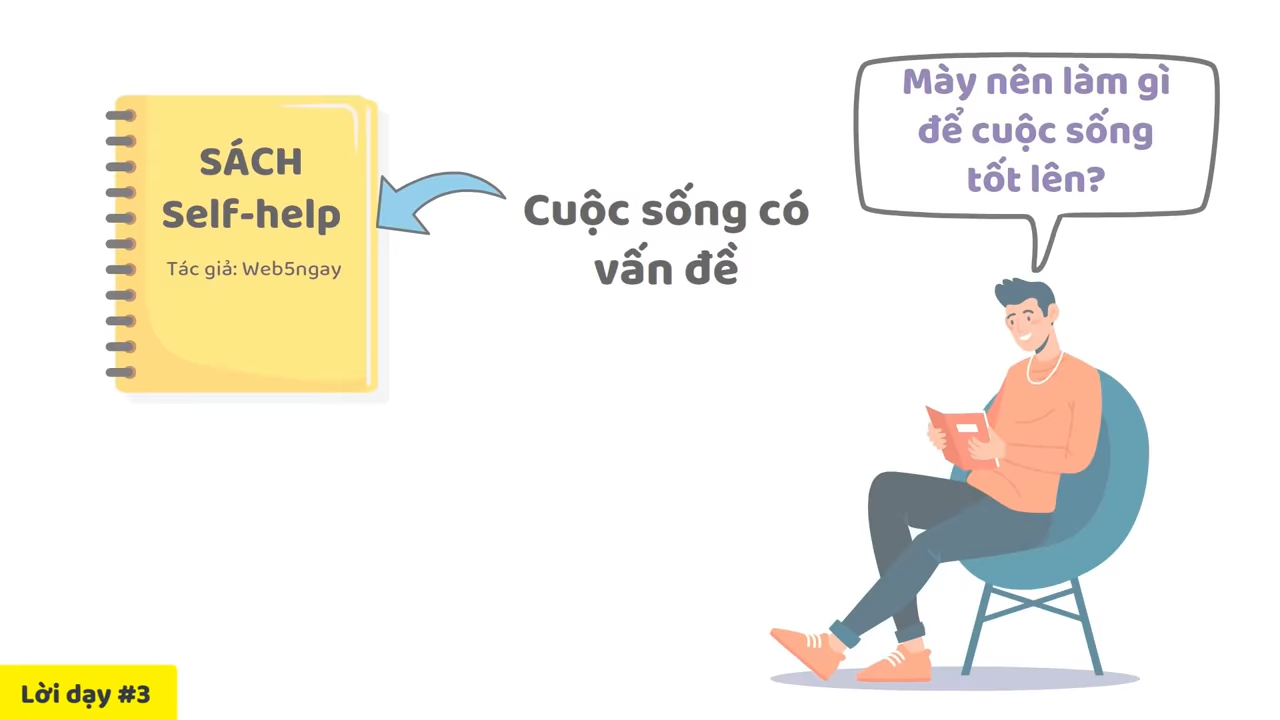 SÁCH
Self-help
Tác giả: Web5ngay
Cuộc sống có
vấn đề
Mày nên làm gì
để cuộc sống
tốt lên?
Lời dạy #3